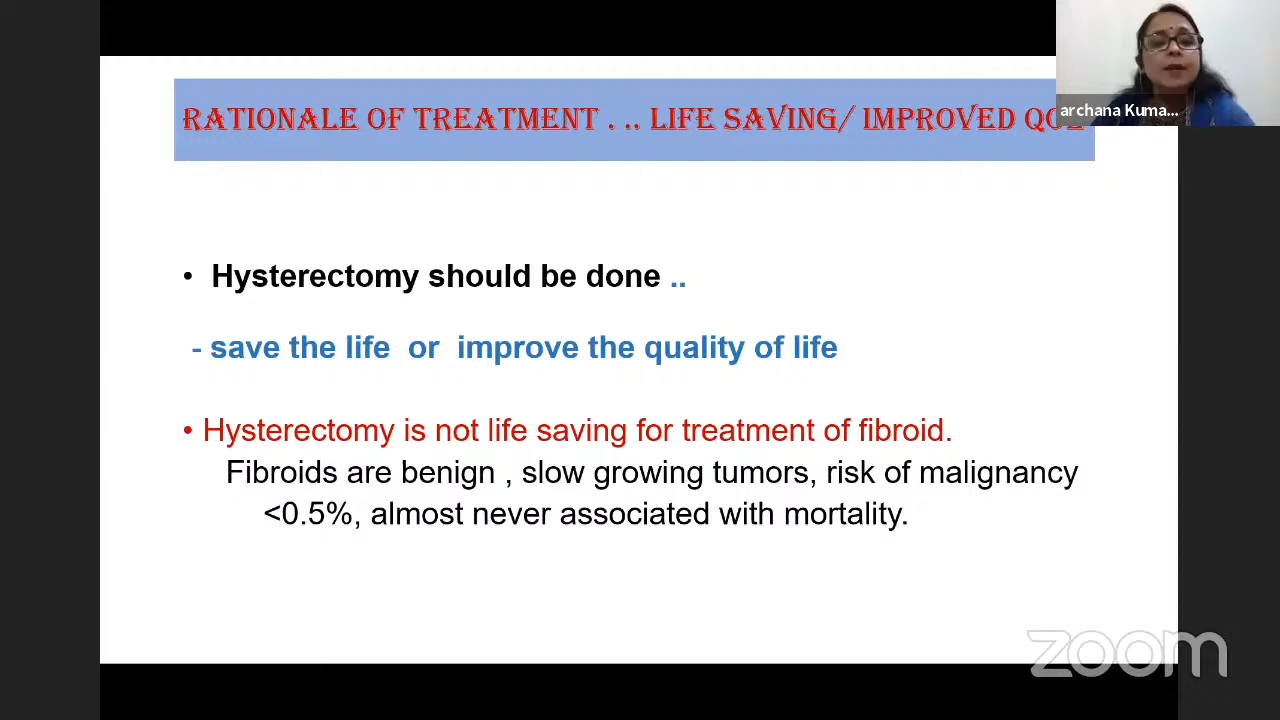 RATIONALE OF TREATMENT . .. LIFE SAVING/ IMPROVED
archana Kuma...
• Hysterectomy should be done ..
- save the life or improve the quality of life
• Hysterectomy is not life saving for treatment of fibroid.
Fibroids are benign , slow growing tumors, risk of malignancy
<0.5%, almost never associated with mortality.
zoom